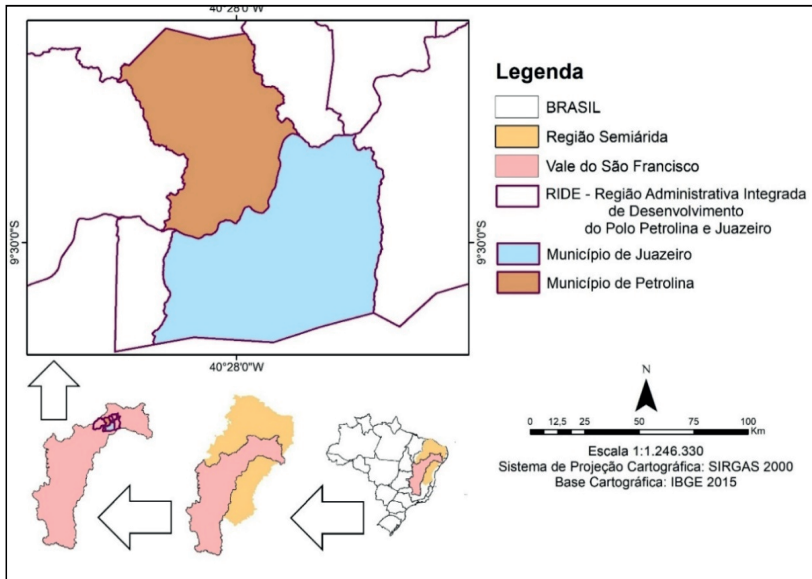 40°28'0"W
9°30'0"S
9°30'0"S
40°28'0"W
Legenda
BRASIL
Região Semiárida
Vale do São Francisco
RIDE - Região Administrativa Integrada
de Desenvolvimento
do Polo Petrolina e Juazeiro
Município de Juazeiro
Município de Petrolina
N
0 12,5 25 50 75 100
Km
Escala 1:1.246.330
Sistema de Projeção Cartográfica: SIRGAS 2000
Base Cartográfica: IBGE 2015